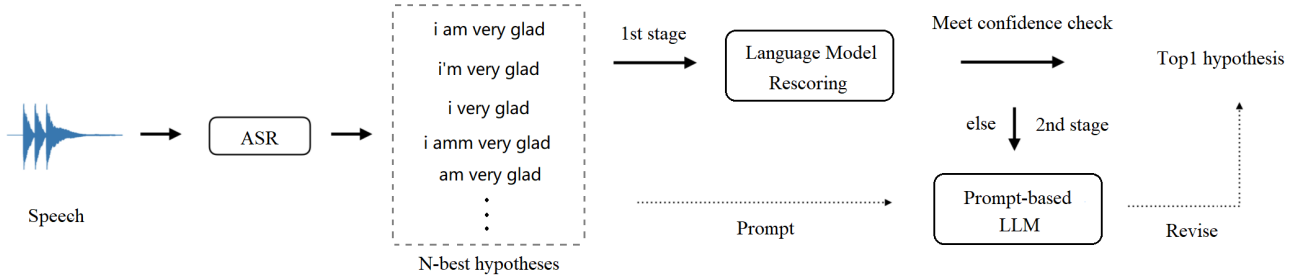 Speech
ASR
i am very glad
i'm very glad
i very glad
i amm very glad
am very glad
N-best hypotheses
1st stage
Language Model
Rescoring
Meet confidence check
Top1 hypothesis
else
2nd stage
Prompt
Prompt-based
LLM
Revise